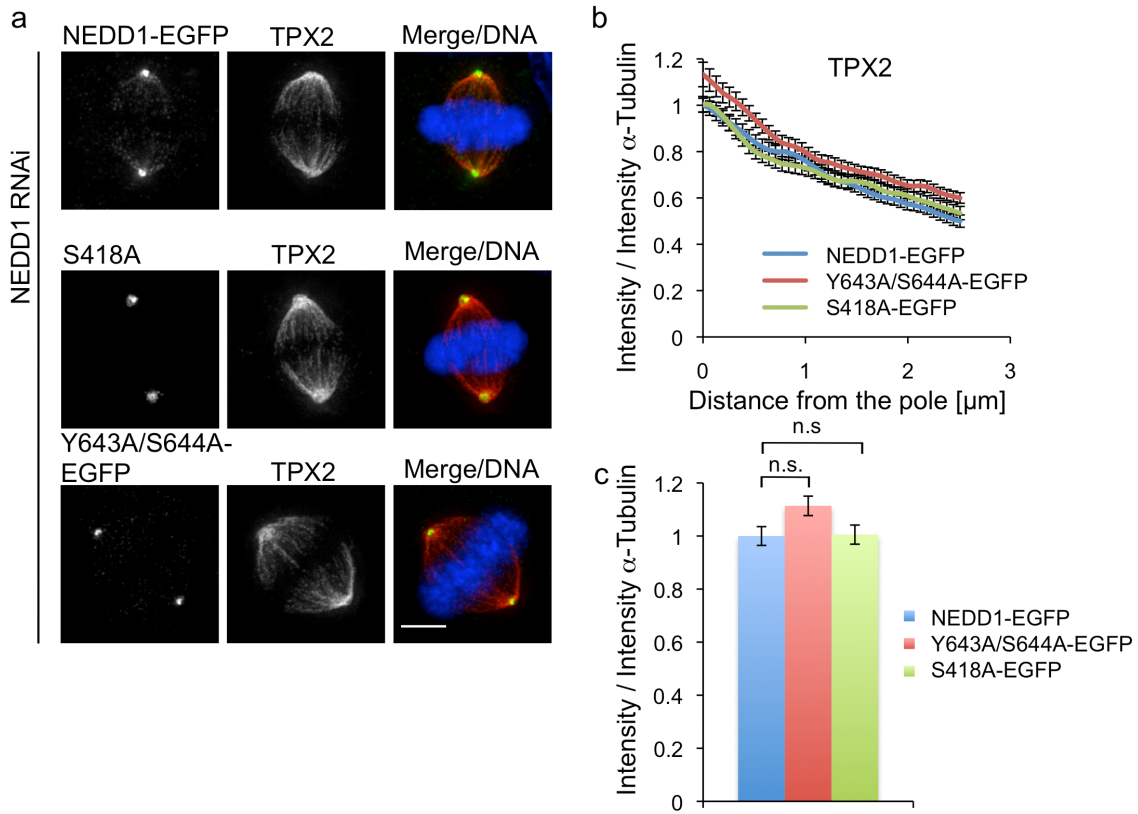 a
NEDD1-EGFP TPX2 Merge/DNA
NEDD1 RNAi
S418A TPX2 Merge/DNA
Y643A/S644A-
EGFP TPX2 Merge/DNA
b
TPX2
Intensity / Intensity α-Tubulin
1.2
1
0.8
0.6
0.4
0.2
0
NEDD1-EGFP
Y643A/S644A-EGFP
S418A-EGFP
0 1 2 3
Distance from the pole [µm]
c
n.s
n.s.
Intensity / Intensity α-Tubulin
1.2
1
0.8
0.6
0.4
0.2
0
NEDD1-EGFP
Y643A/S644A-EGFP
S418A-EGFP